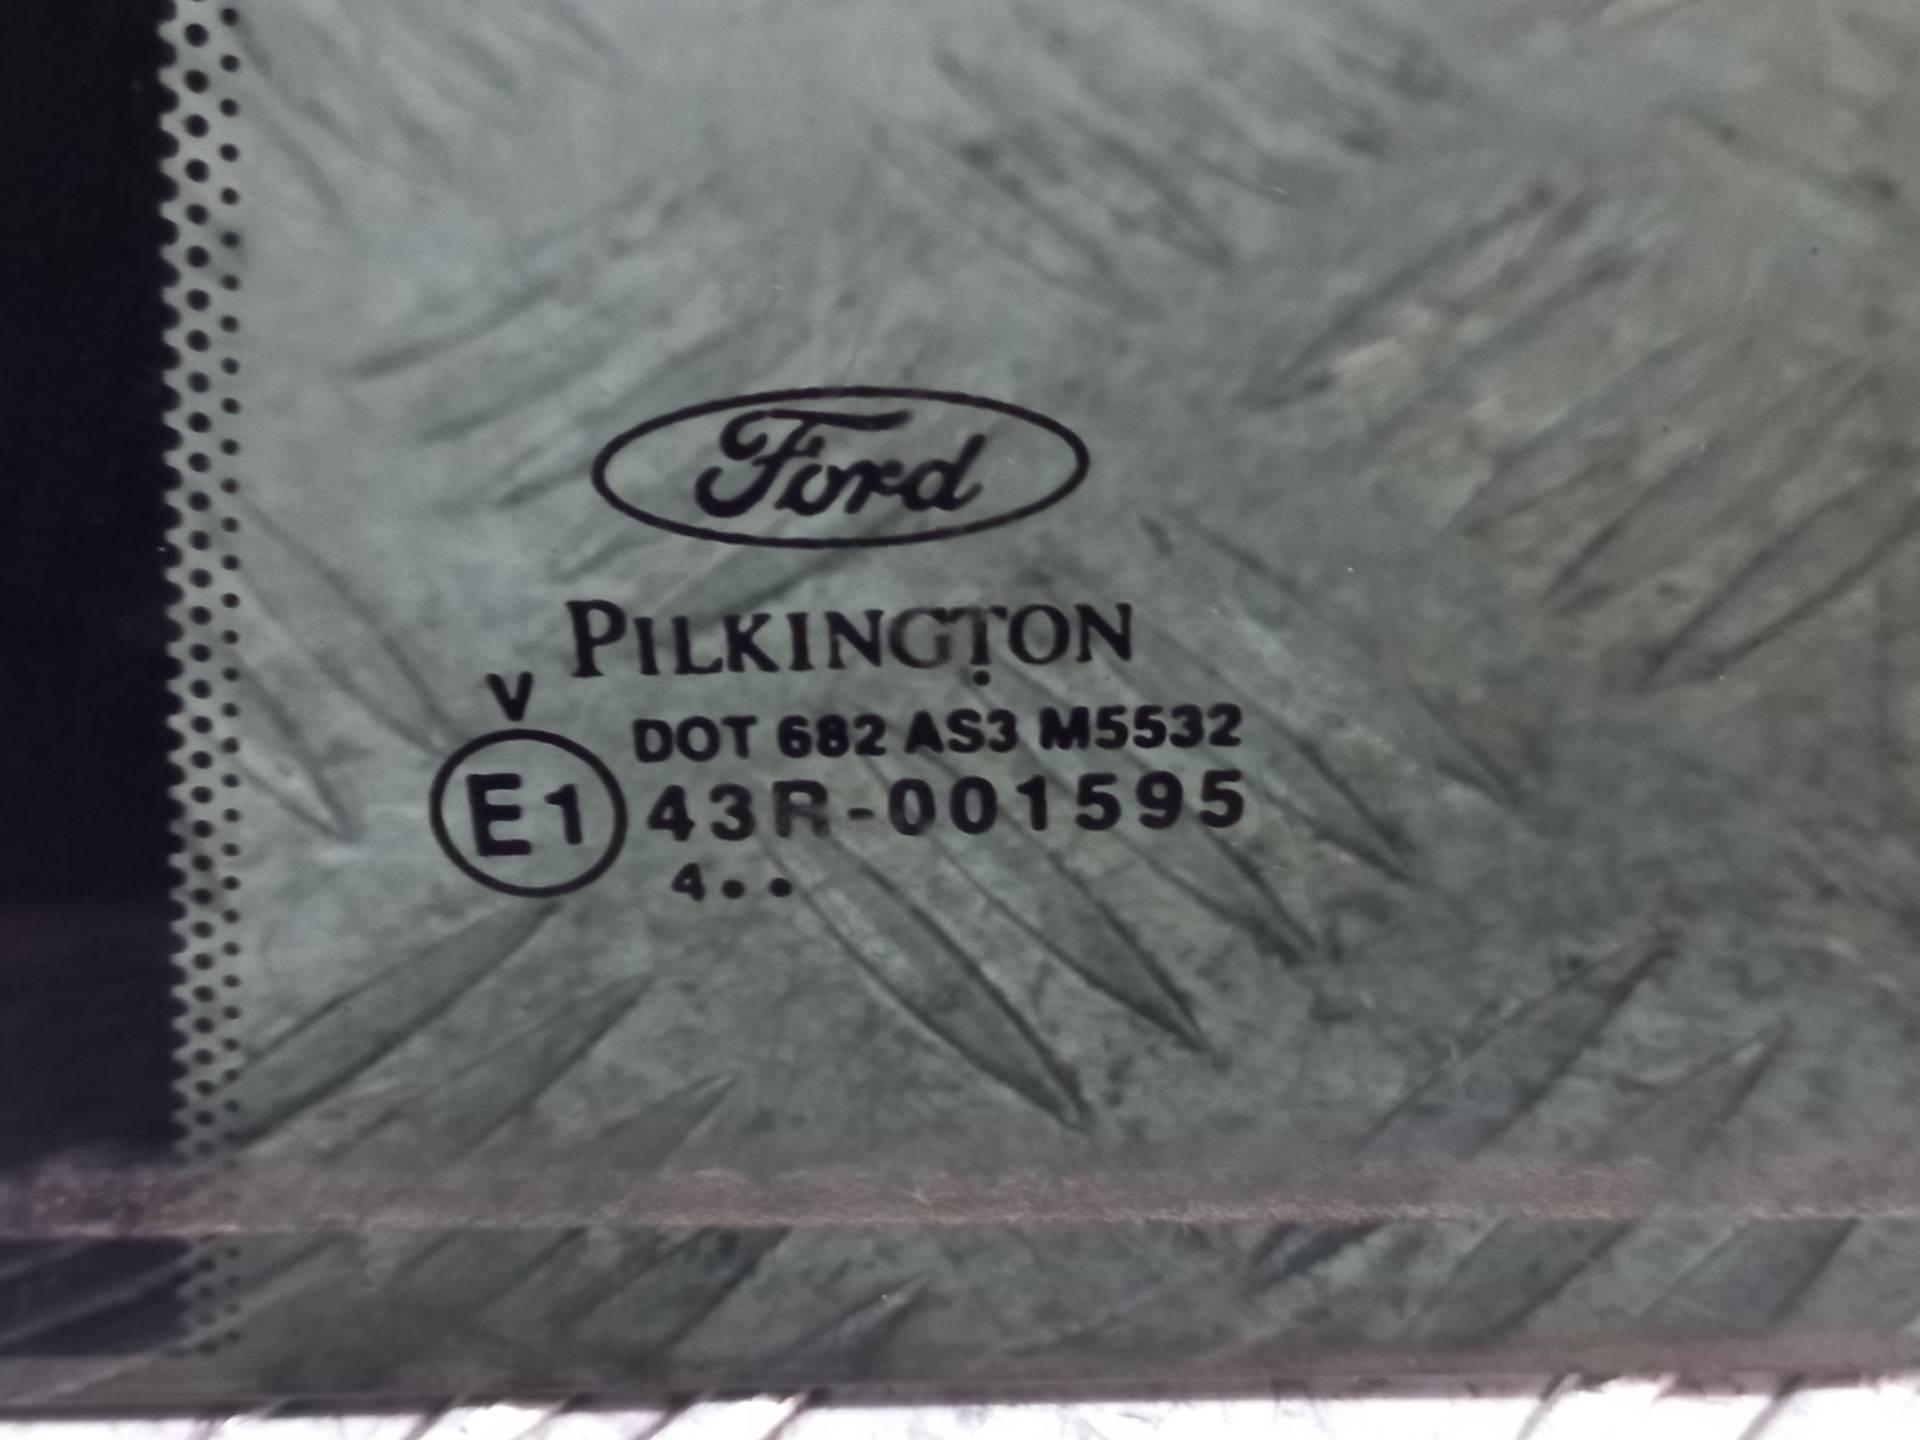 Ford
PILKINGTON
V
DOT 682 AS3 M5532
E1 43R-001595
4••